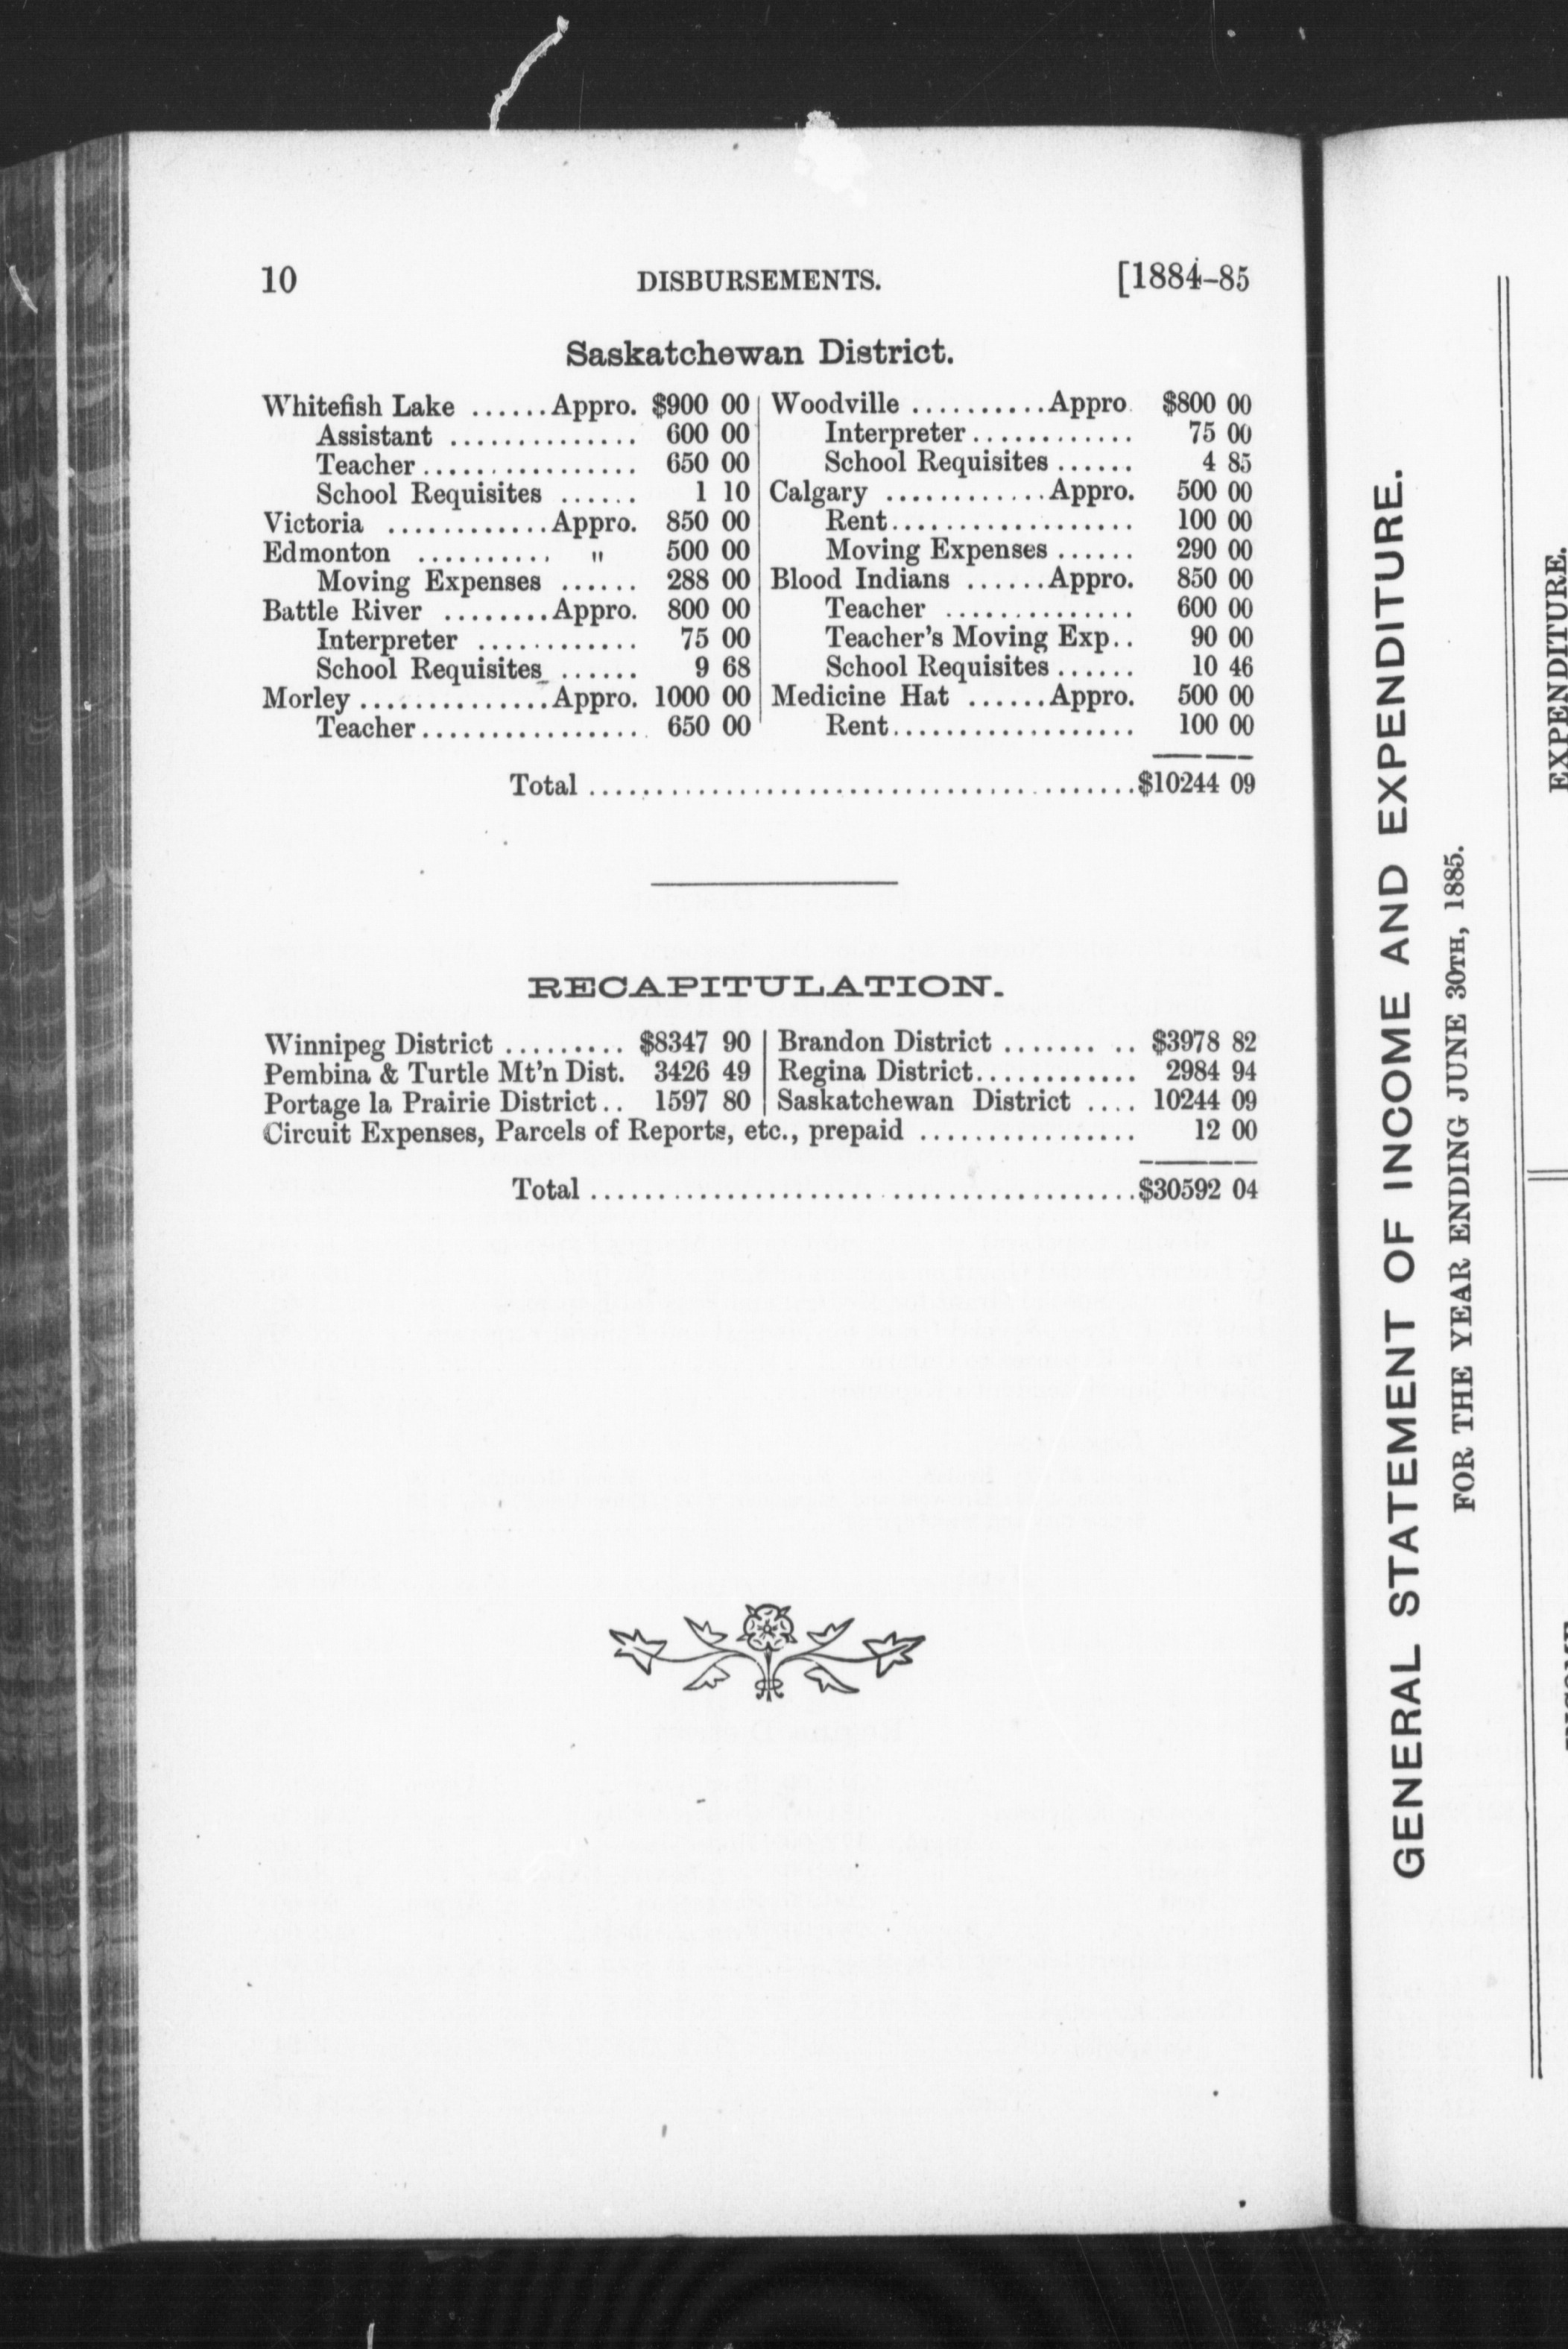 10 DISBURSEMENTS. [1884-85
Saskatchewan District.
Whitefish Lake ...... Appro. $900 00
Assistant .............. 600 00
Teacher ................ 650 00
School Requisites ...... 1 10
Victoria ............ Appro. 850 00
Edmonton .......... " 500 00
Moving Expenses ...... 288 00
Battle River ........ Appro. 800 00
Interpreter ............ 75 00
School Requisites ...... 9 68
Morley .............. Appro. 1000 00
Teacher ................. 650 00
Woodville .......... Appro $800 00
Interpreter ............ 75 00
School Requisites ...... 4 85
Calgary ............ Appro. 500 00
Rent .................. 100 00
Moving Expenses ...... 290 00
Blood Indians ...... Appro. 850 00
Teacher .............. 600 00
Teacher's Moving Exp.. 90 00
School Requisites ...... 10 46
Medicine Hat ...... Appro. 500 00
Rent .................. 100 00
Total ........................................ $10244 09
RECAPITULATION.
Winnipeg District ......... $8347 90
Pembina & Turtle Mt'n Dist. 3426 49
Portage la Prairie District .. 1597 80
Brandon District ....... .. $3978 82
Regina District ............ 2984 94
Saskatchewan District .... 10244 09
Circuit Expenses, Parcels of Reports, etc., prepaid ................ 12 00
Total ........................................ $30592 04
GENERAL STATEMENT OF INCOME AND EXPENDITURE.
FOR THE YEAR ENDING JUNE 30TH, 1885.
EXPENDITURE.